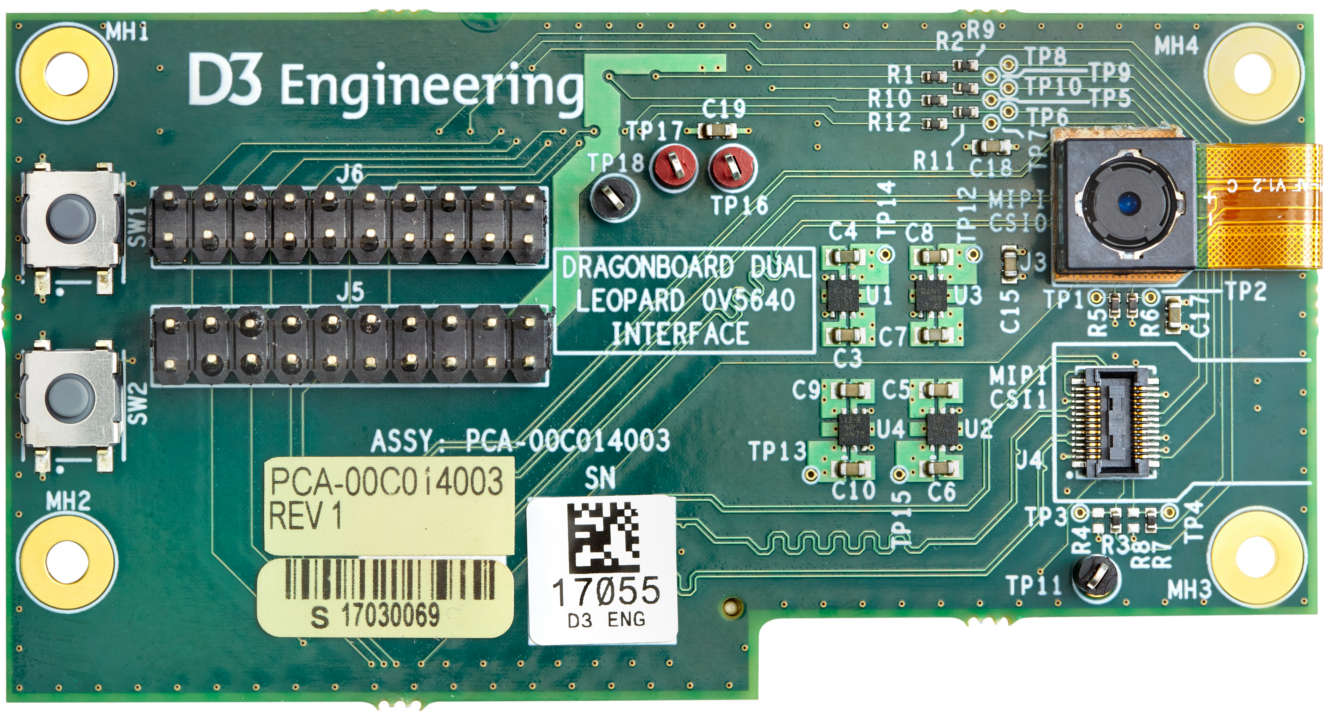 MH1
R9
R2
MH4
D3 Engineering
TP8
R1
TP9
TP10
R10
TP5
C19
TP6
R12
TP17
R11
C18
TP7
TP18
J6
TP16
TP14
TP12
MIPI
CSI0
AF V1.2 C
SW1
C4
C8
DRAGONBOARD DUAL
LEOPARD OV5640
INTERFACE
J3
U1
U3
J5
TP1
TP2
C15
R5
R6
C17
C3
C7
MIPI
CSI1
C9
C5
SW2
U4
U2
ASSY: PCA-00C014003
TP13
J4
SN
PCA-00C014003
REV 1
C10
C6
MH2
TP15
TP3
TP4
R4
R3
R8
R7
17055
D3 ENG
S 17030069
TP11
MH3